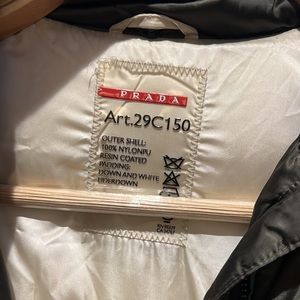 PRADA
Art.29C150
OUTER SHELL:
100% NYLONPU
RESIN COATED
PADDING:
DOWN AND WHITE
UDERDOWN